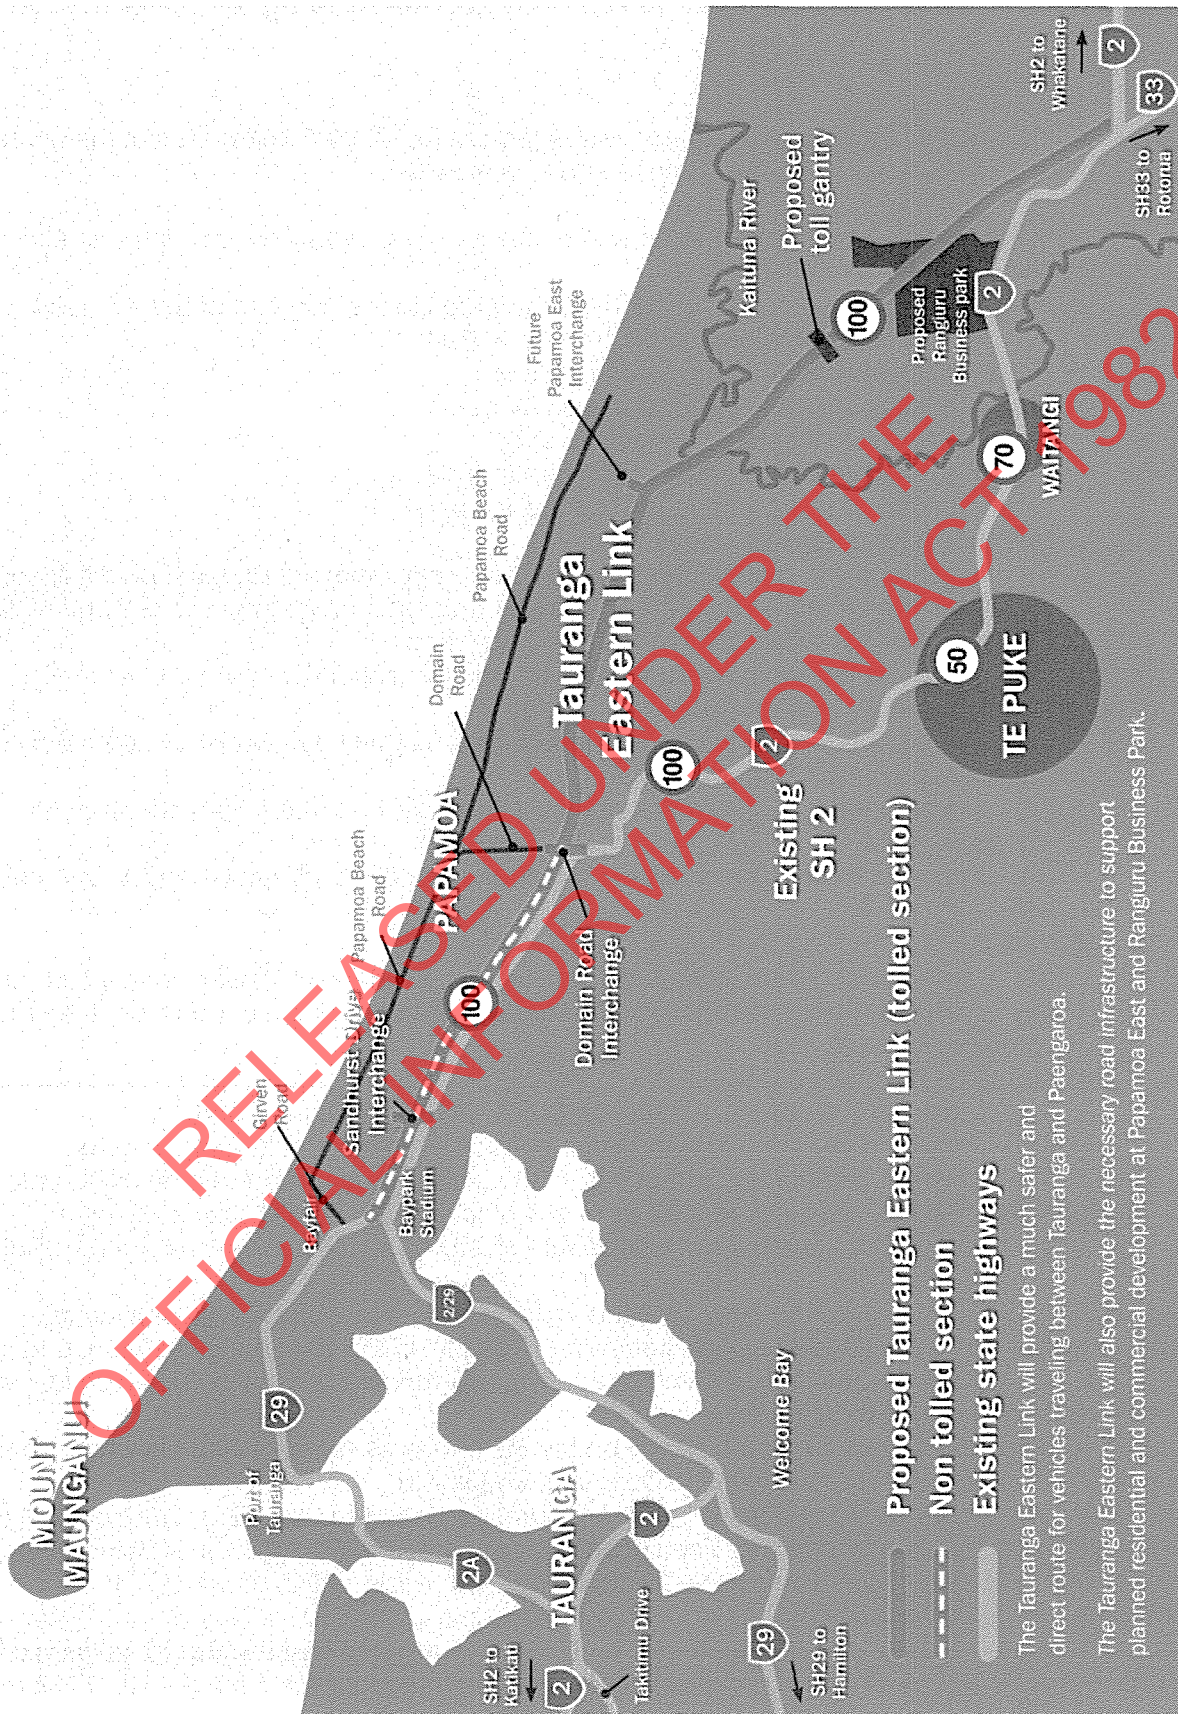 MOUNT
MAUNGANUI
Port of
Tauranga
29
2A
TAURANGA
2
SH2 to
Katikati
2
Takitimu Drive
29
SH29 to
Hamilton
Welcome Bay
2/29
Bayfair
Girven
Road
Baypark
Stadium
Sandhurst Drive
Interchange
Papamoa Beach
Road
100
PAPAMOA
Domain
Road
Domain Road
Interchange
Papamoa Beach
Road
Tauranga
Eastern Link
100
Existing
SH 2
2
50
TE PUKE
Future
Papamoa East
Interchange
70
WAITANGI
Kaituna River
Proposed
toll gantry
100
Proposed
Ranguru
Business park
2
SH2 to
Whakatane
2
33
SH33 to
Rotorua
Proposed Tauranga Eastern Link (tolled section)
Non tolled section
Existing state highways
The Tauranga Eastern Link will provide a much safer and
direct route for vehicles traveling between Tauranga and Paengaroa.
The Tauranga Eastern Link will also provide the necessary road infrastructure to support
planned residential and commercial development at Papamoa East and Ranguru Business Park.
RELEASED UNDER THE
OFFICIAL INFORMATION ACT 1982